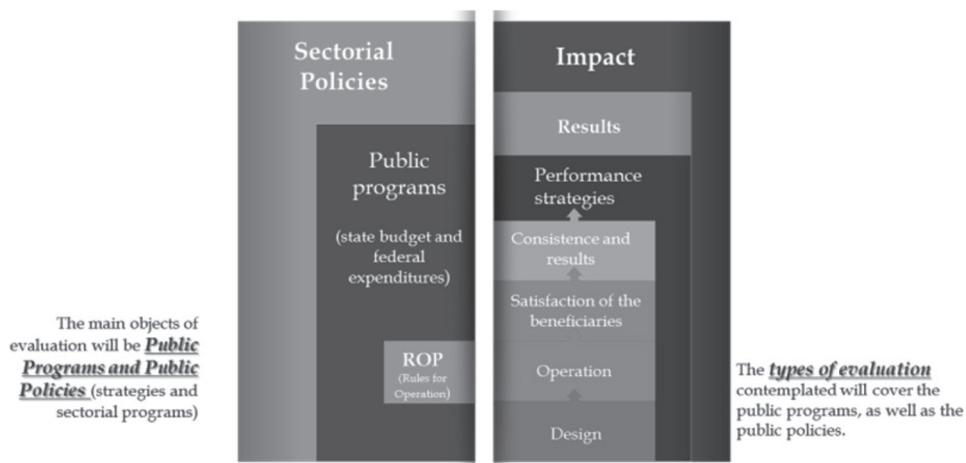 Sectorial
Policies
Public
programs
(state budget and
federal
expenditures)
ROP
(Rules for
Operation)
The main objects of
evaluation will be Public
Programs and Public
Policies (strategies and
sectorial programs)
Impact
Results
Performance
strategies
Consistence and
results
Satisfaction of the
beneficiaries
Operation
Design
The types of evaluation
contemplated will cover the
public programs, as well as the
public policies.